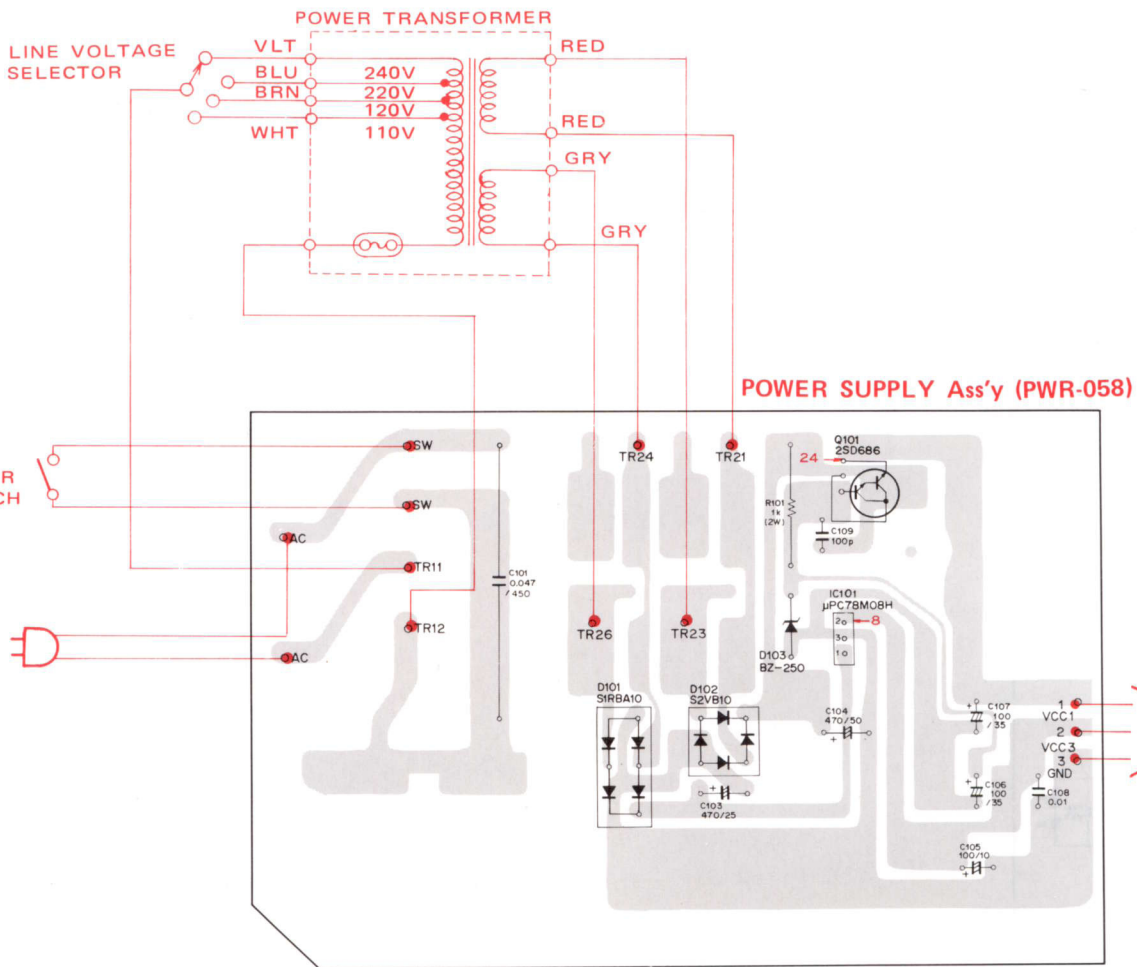 POWER TRANSFORMER
LINE VOLTAGE
SELECTOR
VLT
BLU
BRN
WHT
240V
220V
120V
110V
RED
RED
GRY
GRY
POWER SUPPLY Ass'y (PWR-058)
R
CH
SW
SW
AC
TR11
TR12
AC
C101
0.047
/450
TR24
TR21
TR26
TR23
R101
1k
(2W)
Q101
2SD686
24
C109
100p
IC101
μPC78M08H
2
3
1
8
D103
BZ-250
D101
S1RBA10
D102
S2VB10
C103
470/25
+
C104
470/50
+
C107
100
/35
+
C106
100
/35
+
C108
0.01
C105
100/10
+
1
VCC1
2
VCC3
3
GND